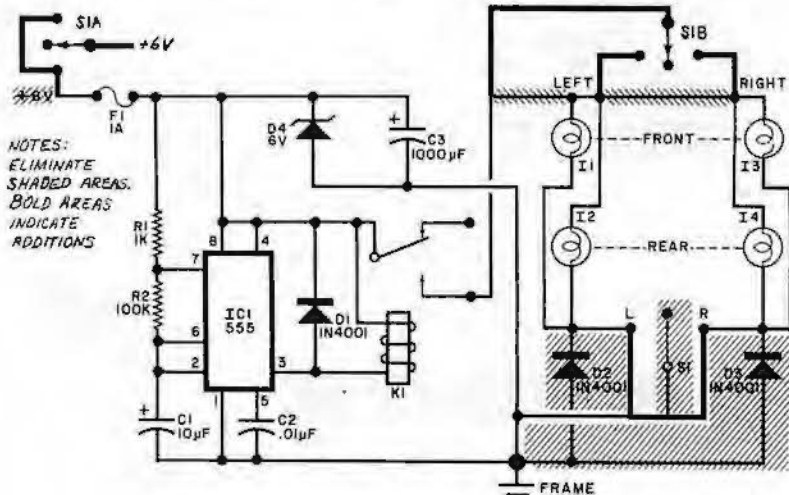 S1A
+6V
+6V
F1
1A
NOTES:
ELIMINATE
SHADED AREAS.
BOLD AREAS
INDICATE
ADDITIONS
R1
1K
R2
100K
7
6
2
8
4
IC1
555
3
1
5
C1
10µF
C2
.01µF
D4
6V
C3
1000µF
D1
1N4001
K1
S1B
LEFT
RIGHT
FRONT
I1
I3
I2
I4
REAR
L
R
D2
1N4001
S1
D3
1N4001
FRAME
+
+